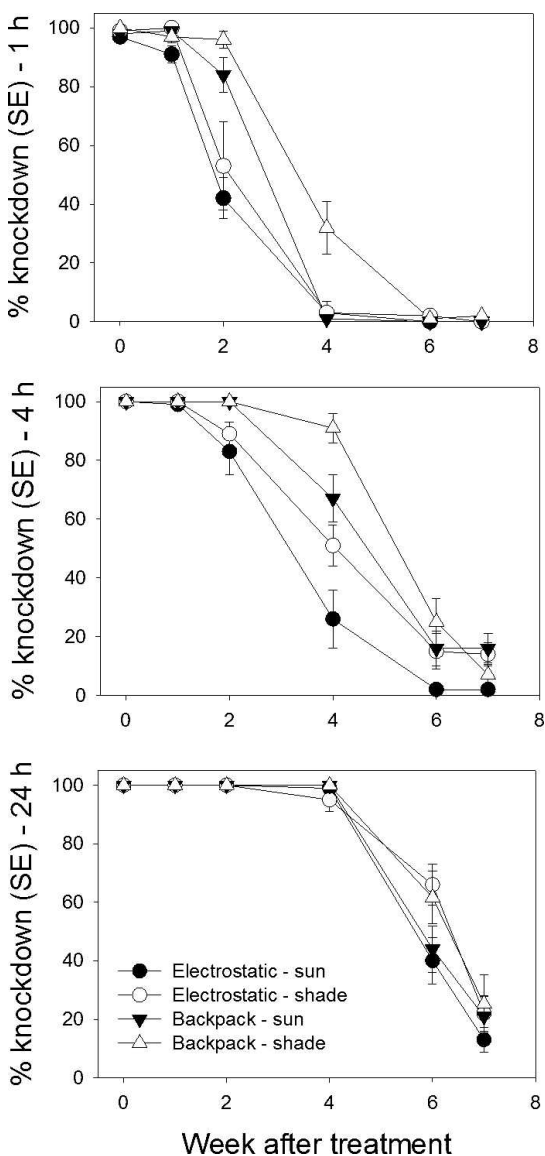 % knockdown (SE) - 1 h
100
80
60
40
20
0
0 2 4 6 8
% knockdown (SE) - 4 h
100
80
60
40
20
0
0 2 4 6 8
% knockdown (SE) - 24 h
100
80
60
40
20
0
Electrostatic - sun
Electrostatic - shade
Backpack - sun
Backpack - shade
0 2 4 6 8
Week after treatment